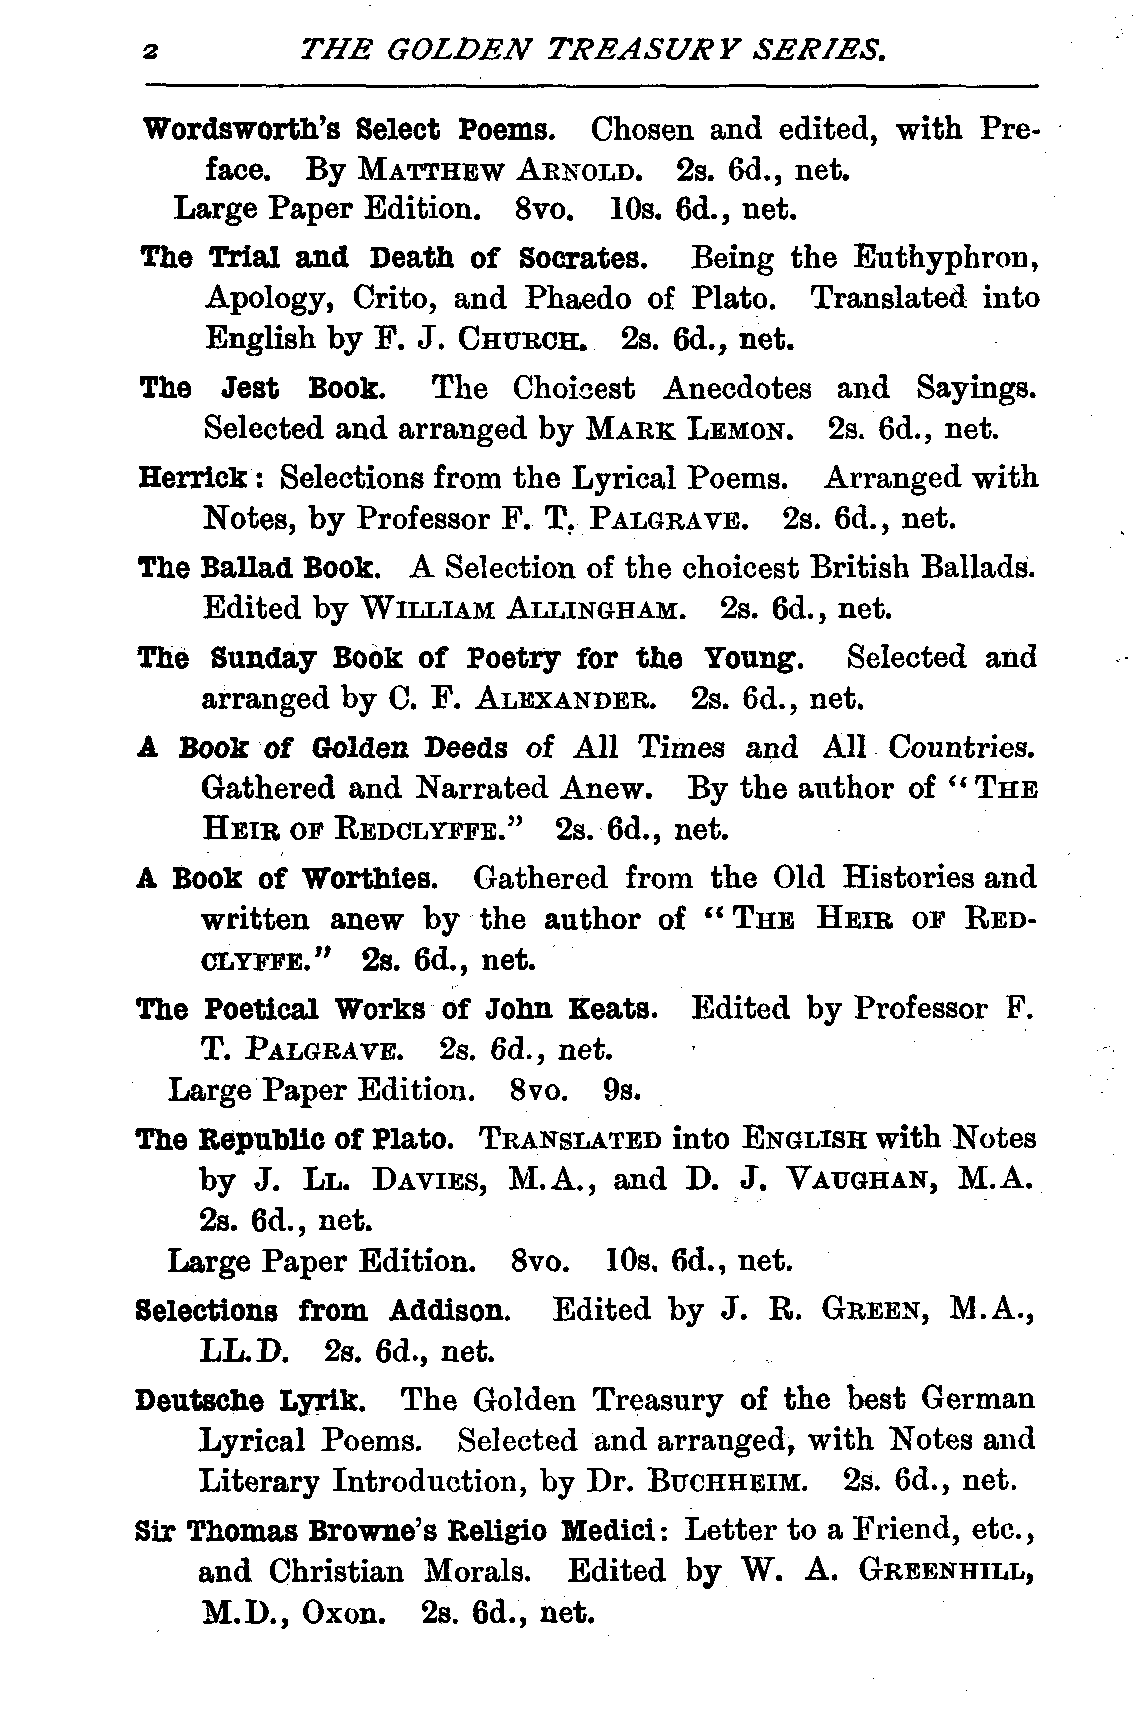 2 THE GOLDEN TREASURY SERIES.
Wordsworth's Select Poems. Chosen and edited, with Pre-
face. By MATTHEW ARNOLD. 2s. 6d., net.
Large Paper Edition. 8vo. 10s. 6d., net.
The Trial and Death of Socrates. Being the Euthyphron,
Apology, Crito, and Phaedo of Plato. Translated into
English by F. J. CHURCH. 2s. 6d., net.
The Jest Book. The Choicest Anecdotes and Sayings.
Selected and arranged by MARK LEMON. 2s. 6d., net.
Herrick: Selections from the Lyrical Poems. Arranged with
Notes, by Professor F. T. PALGRAVE. 2s. 6d., net.
The Ballad Book. A Selection of the choicest British Ballads.
Edited by WILLIAM ALLINGHAM. 2s. 6d., net.
The Sunday Book of Poetry for the Young. Selected and
arranged by C. F. ALEXANDER. 2s. 6d., net.
A Book of Golden Deeds of All Times and All Countries.
Gathered and Narrated Anew. By the author of "THE
HEIR OF REDCLYFFE." 2s. 6d., net.
A Book of Worthies. Gathered from the Old Histories and
written anew by the author of "THE HEIR OF RED-
CLYFFE." 2s. 6d., net.
The Poetical Works of John Keats. Edited by Professor F.
T. PALGRAVE. 2s. 6d., net.
Large Paper Edition. 8vo. 9s.
The Republic of Plato. TRANSLATED into ENGLISH with Notes
by J. LL. DAVIES, M.A., and D. J. VAUGHAN, M.A.
2s. 6d., net.
Large Paper Edition. 8vo. 10s. 6d., net.
Selections from Addison. Edited by J. R. GREEN, M.A.,
LL.D. 2s. 6d., net.
Deutsche Lyrik. The Golden Treasury of the best German
Lyrical Poems. Selected and arranged, with Notes and
Literary Introduction, by Dr. BUCHHEIM. 2s. 6d., net.
Sir Thomas Browne's Religio Medici: Letter to a Friend, etc.,
and Christian Morals. Edited by W. A. GREENHILL,
M.D., Oxon. 2s. 6d., net.